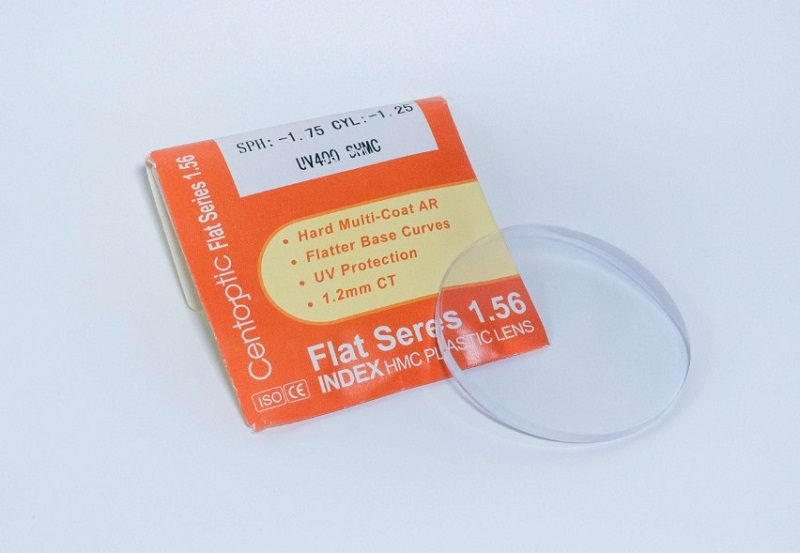 SPH: -1.75 CYL: -1.25
UV400 SHMC
Centoptic Flat Series 1.56
• Hard Multi-Coat AR
• Flatter Base Curves
• UV Protection
• 1.2mm CT
Flat Seres 1.56
INDEX HMC PLASTIC LENS
ISO CE